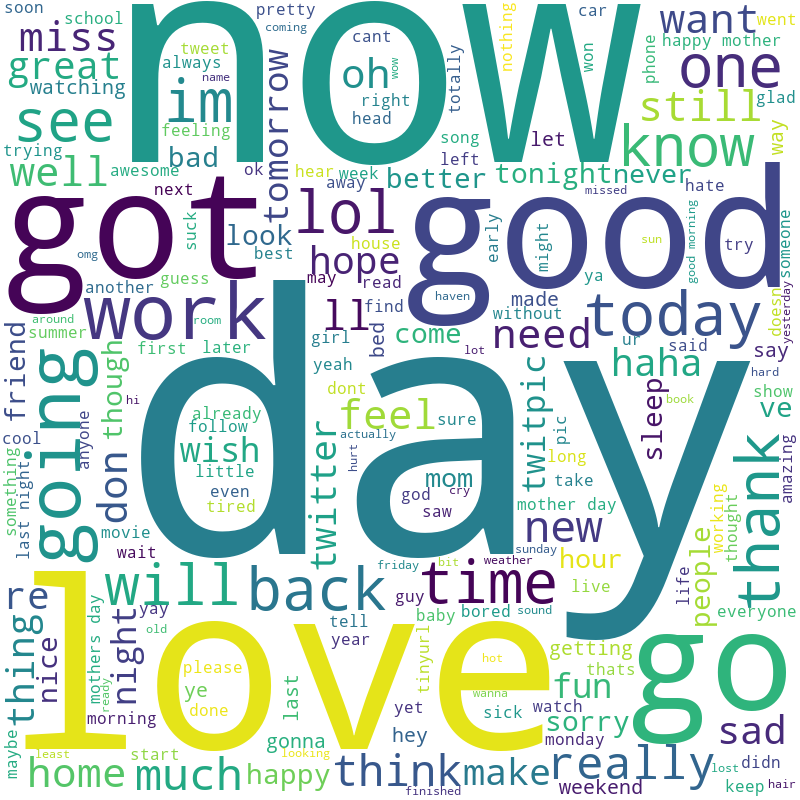 soon
school
pretty
now
car
want
went
miss
tweet
coming
cant
nothing
happy mother
great
always
wow
totally
won
phone
one
watching
name
oh
im
tomorrow
right
head
still
glad
see
feeling
song
let
know
way
trying
bad
left
well
awesome
ok
hear
week
better
tonight
never
hate
next
away
missed
got
suck
lol
good
early
might
sun
good morning
try
someone
look
house
omg
best
hope
another
guess
may
read
ya
doesn
yesterday
work
ll
find
haven
made
without
today
around
room
friend
summer
first
later
girl
bed
come
need
ur
said
say
day
going
though
yeah
lot
haha
hard
hi
dont
feel
twitpic
sleep
book
show
ve
already
follow
sure
cool
anyone
wish
actually
pic
long
amazing
something
last night
don
little
twitter
hurt
mom
take
thank
even
god
cry
tired
saw
mother day
new
people
working
thought
movie
wait
sunday
hour
friday
bit
weather
will
back
time
live
life
re
yay
guy
baby
bored
sound
everyone
thing
nice
mothers day
night
old
tell
year
tinyurl
love
getting
go
please
hot
thats
ye
last
wanna
fun
ready
morning
done
yet
sick
watch
sorry
sad
maybe
gonna
hey
monday
least
start
looking
really
didn
home
much
happy
think
make
lost
weekend
finished
keep
hair